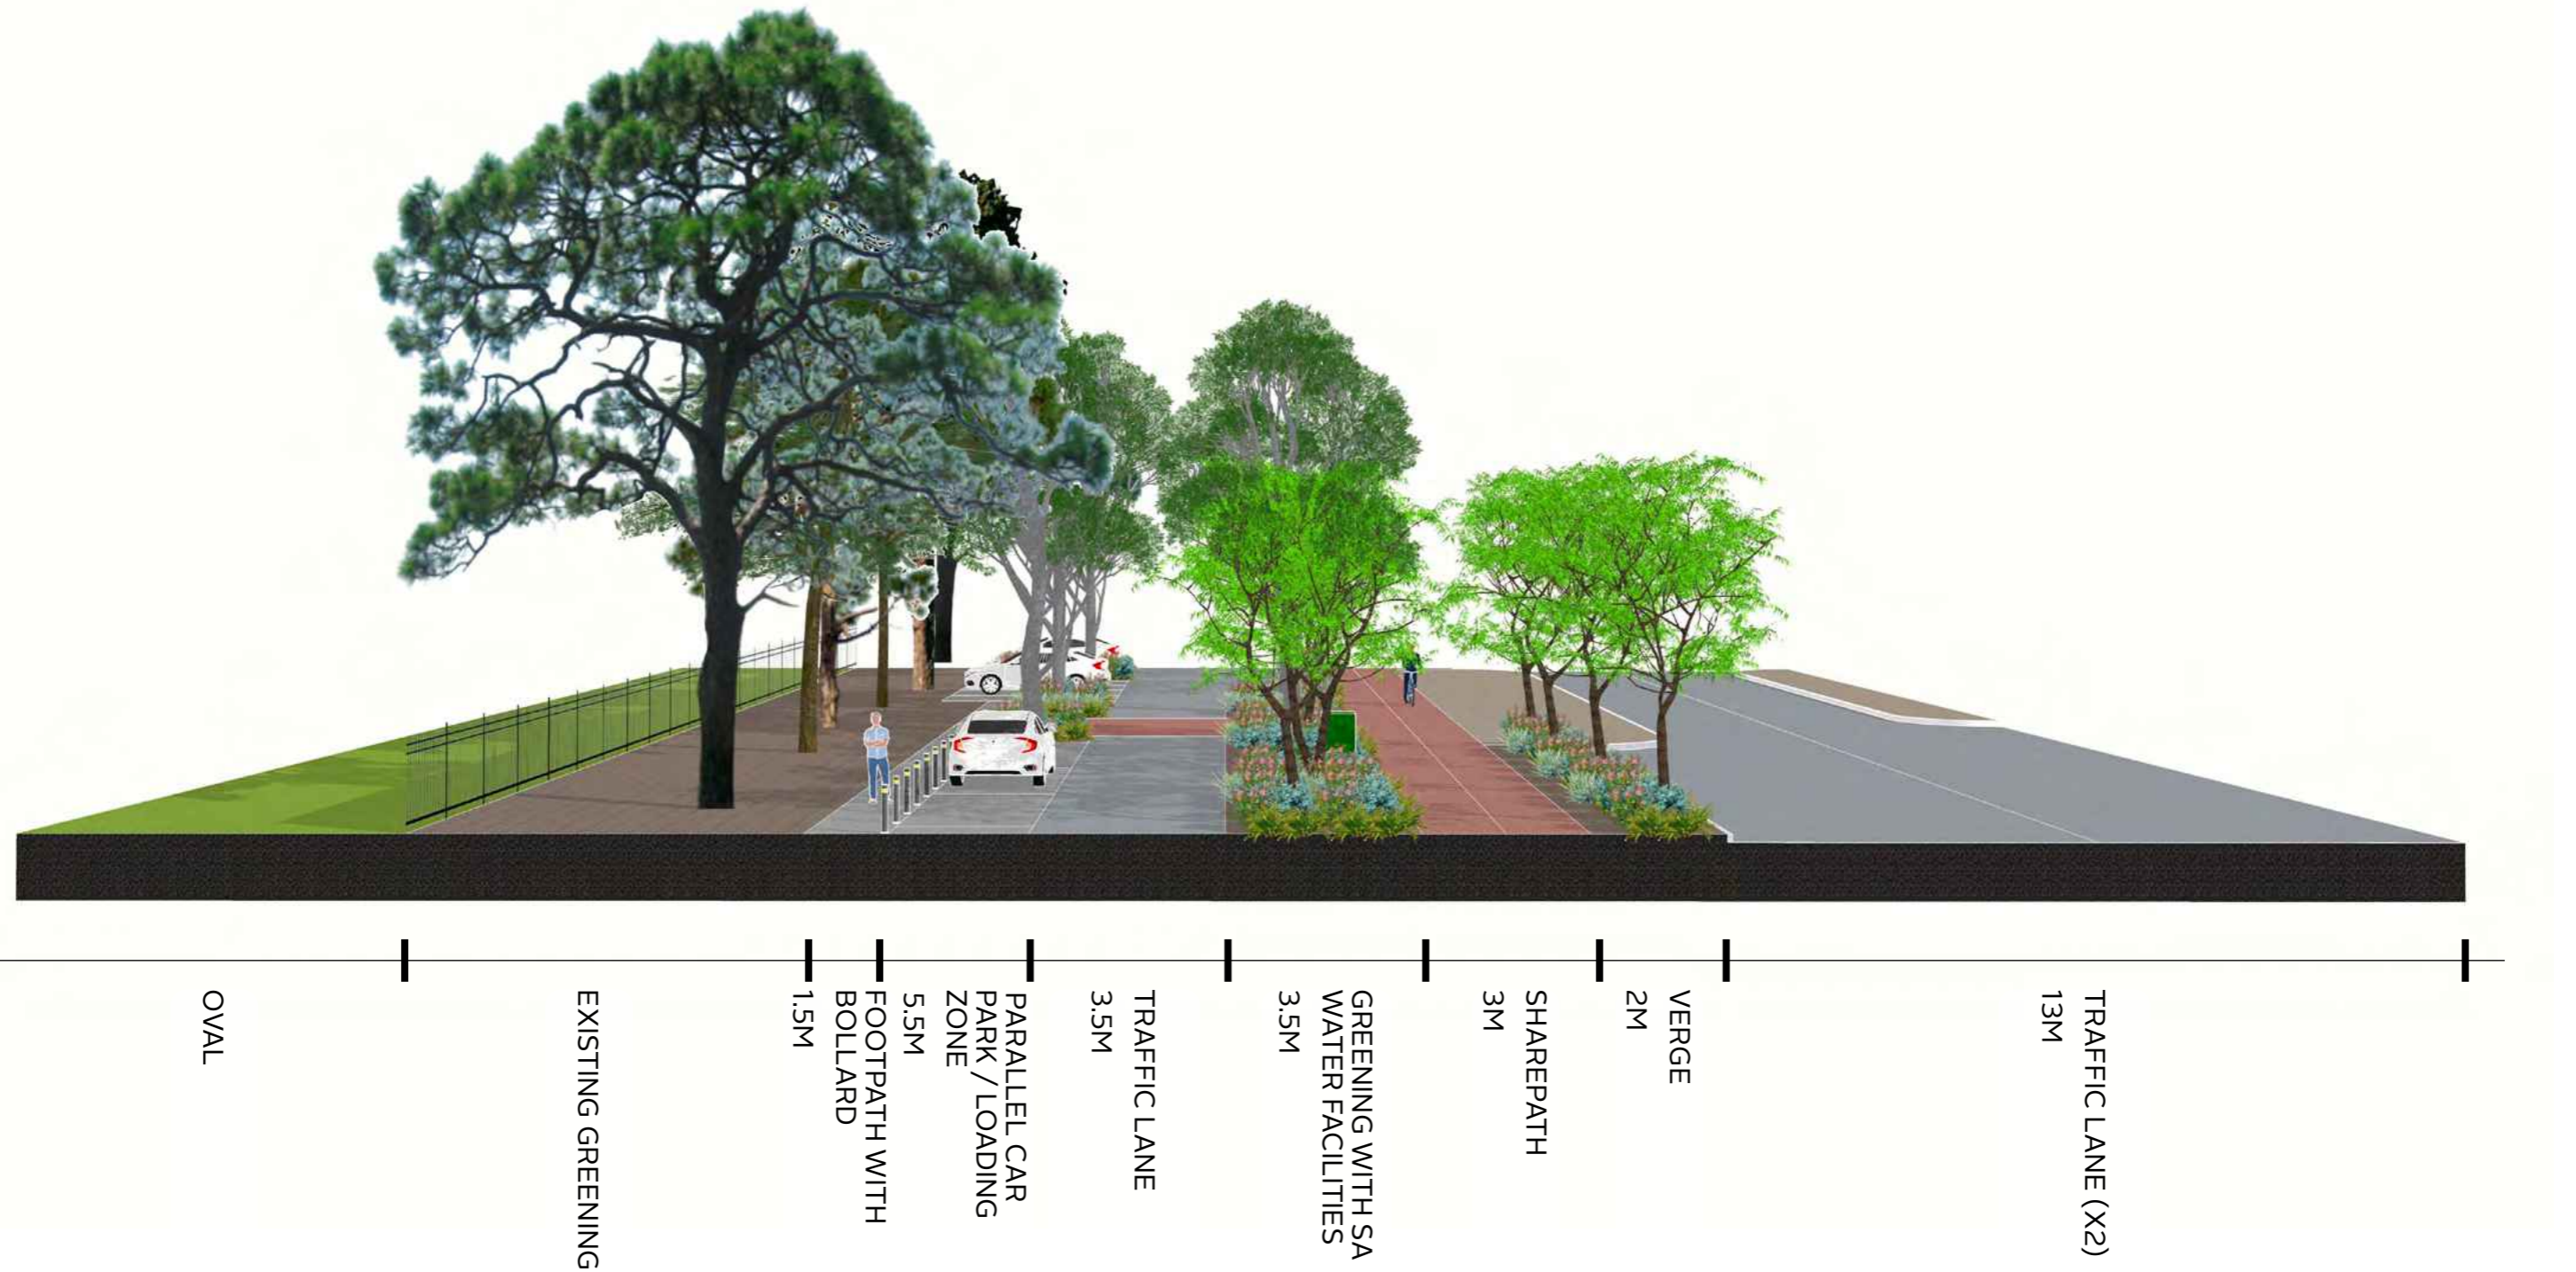 OVAL
EXISTING GREENING
FOOTPATH WITH
BOLLARD
1.5M
PARALLEL CAR
PARK / LOADING
ZONE
5.5M
TRAFFIC LANE
3.5M
GREENING WITH SA
WATER FACILITIES
3.5M
SHAREPATH
3M
VERGE
2M
TRAFFIC LANE (X2)
13M